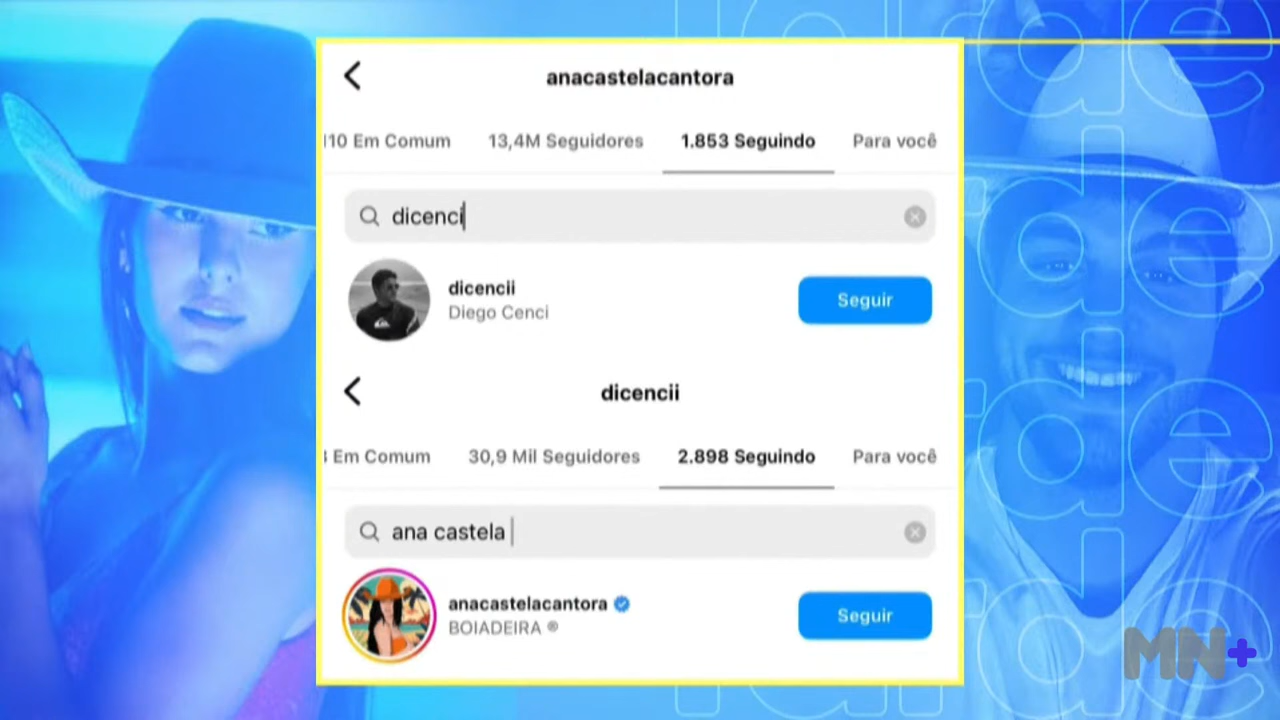 anacastelacantora
110 Em Comum 13,4M Seguidores 1.853 Seguindo Para você
dicenci
dicencii
Diego Cenci
Seguir
dicencii
Em Comum 30,9 Mil Seguidores 2.898 Seguindo Para você
ana castela
anacastelacantora
BOIADEIRA ®
Seguir
MN+